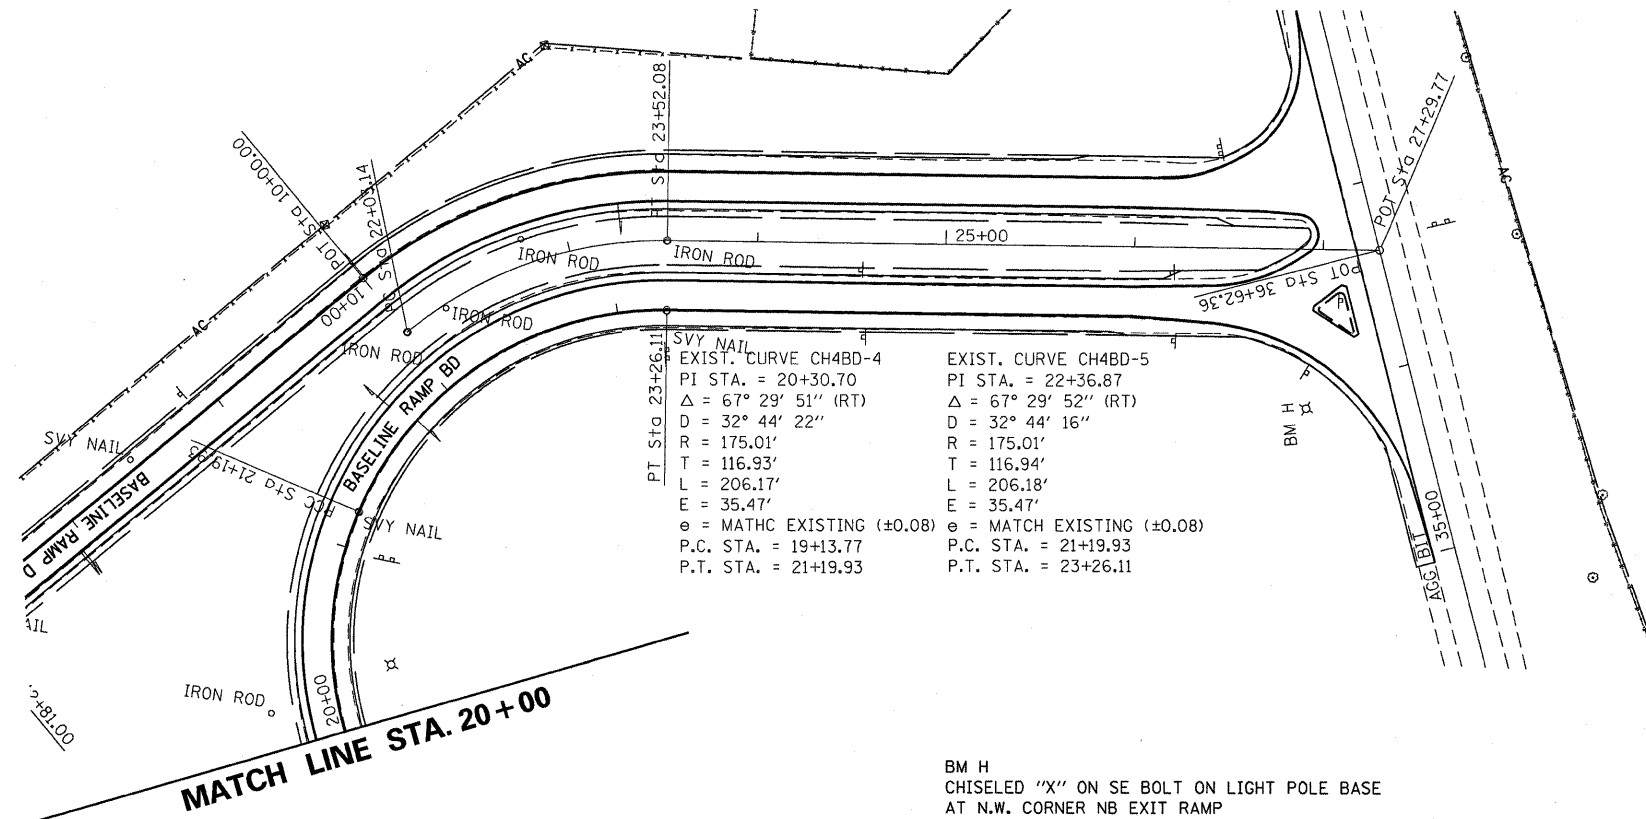 AC
POT Sta 10+00.00
Sta 22+03.14
Sta 23+52.08
POT Sta 27+29.77
AC
AC
IRON ROD
IRON ROD
25+00
10+00
IRON ROD
IRON ROD
POT Sta 36+62.36
SVY NAIL
BASELINE RAMP D
PCC Sta 21+19.93
BASELINE RAMP BD
SVY NAIL
PT Sta 23+26.11
SVY NAIL
EXIST. CURVE CH4BD-4
PI STA. = 20+30.70
Δ = 67° 29' 51" (RT)
D = 32° 44' 22"
R = 175.01'
T = 116.93'
L = 206.17'
E = 35.47'
e = MATHC EXISTING (±0.08)
P.C. STA. = 19+13.77
P.T. STA. = 21+19.93
EXIST. CURVE CH4BD-5
PI STA. = 22+36.87
Δ = 67° 29' 52" (RT)
D = 32° 44' 16"
R = 175.01'
T = 116.94'
L = 206.18'
E = 35.47'
e = MATCH EXISTING (±0.08)
P.C. STA. = 21+19.93
P.T. STA. = 23+26.11
BM H
35+00
AGG BIT
AIL
2+81.00
IRON ROD
20+00
MATCH LINE STA. 20+00
BM H
CHISELED "X" ON SE BOLT ON LIGHT POLE BASE
AT N.W. CORNER NB EXIT RAMP